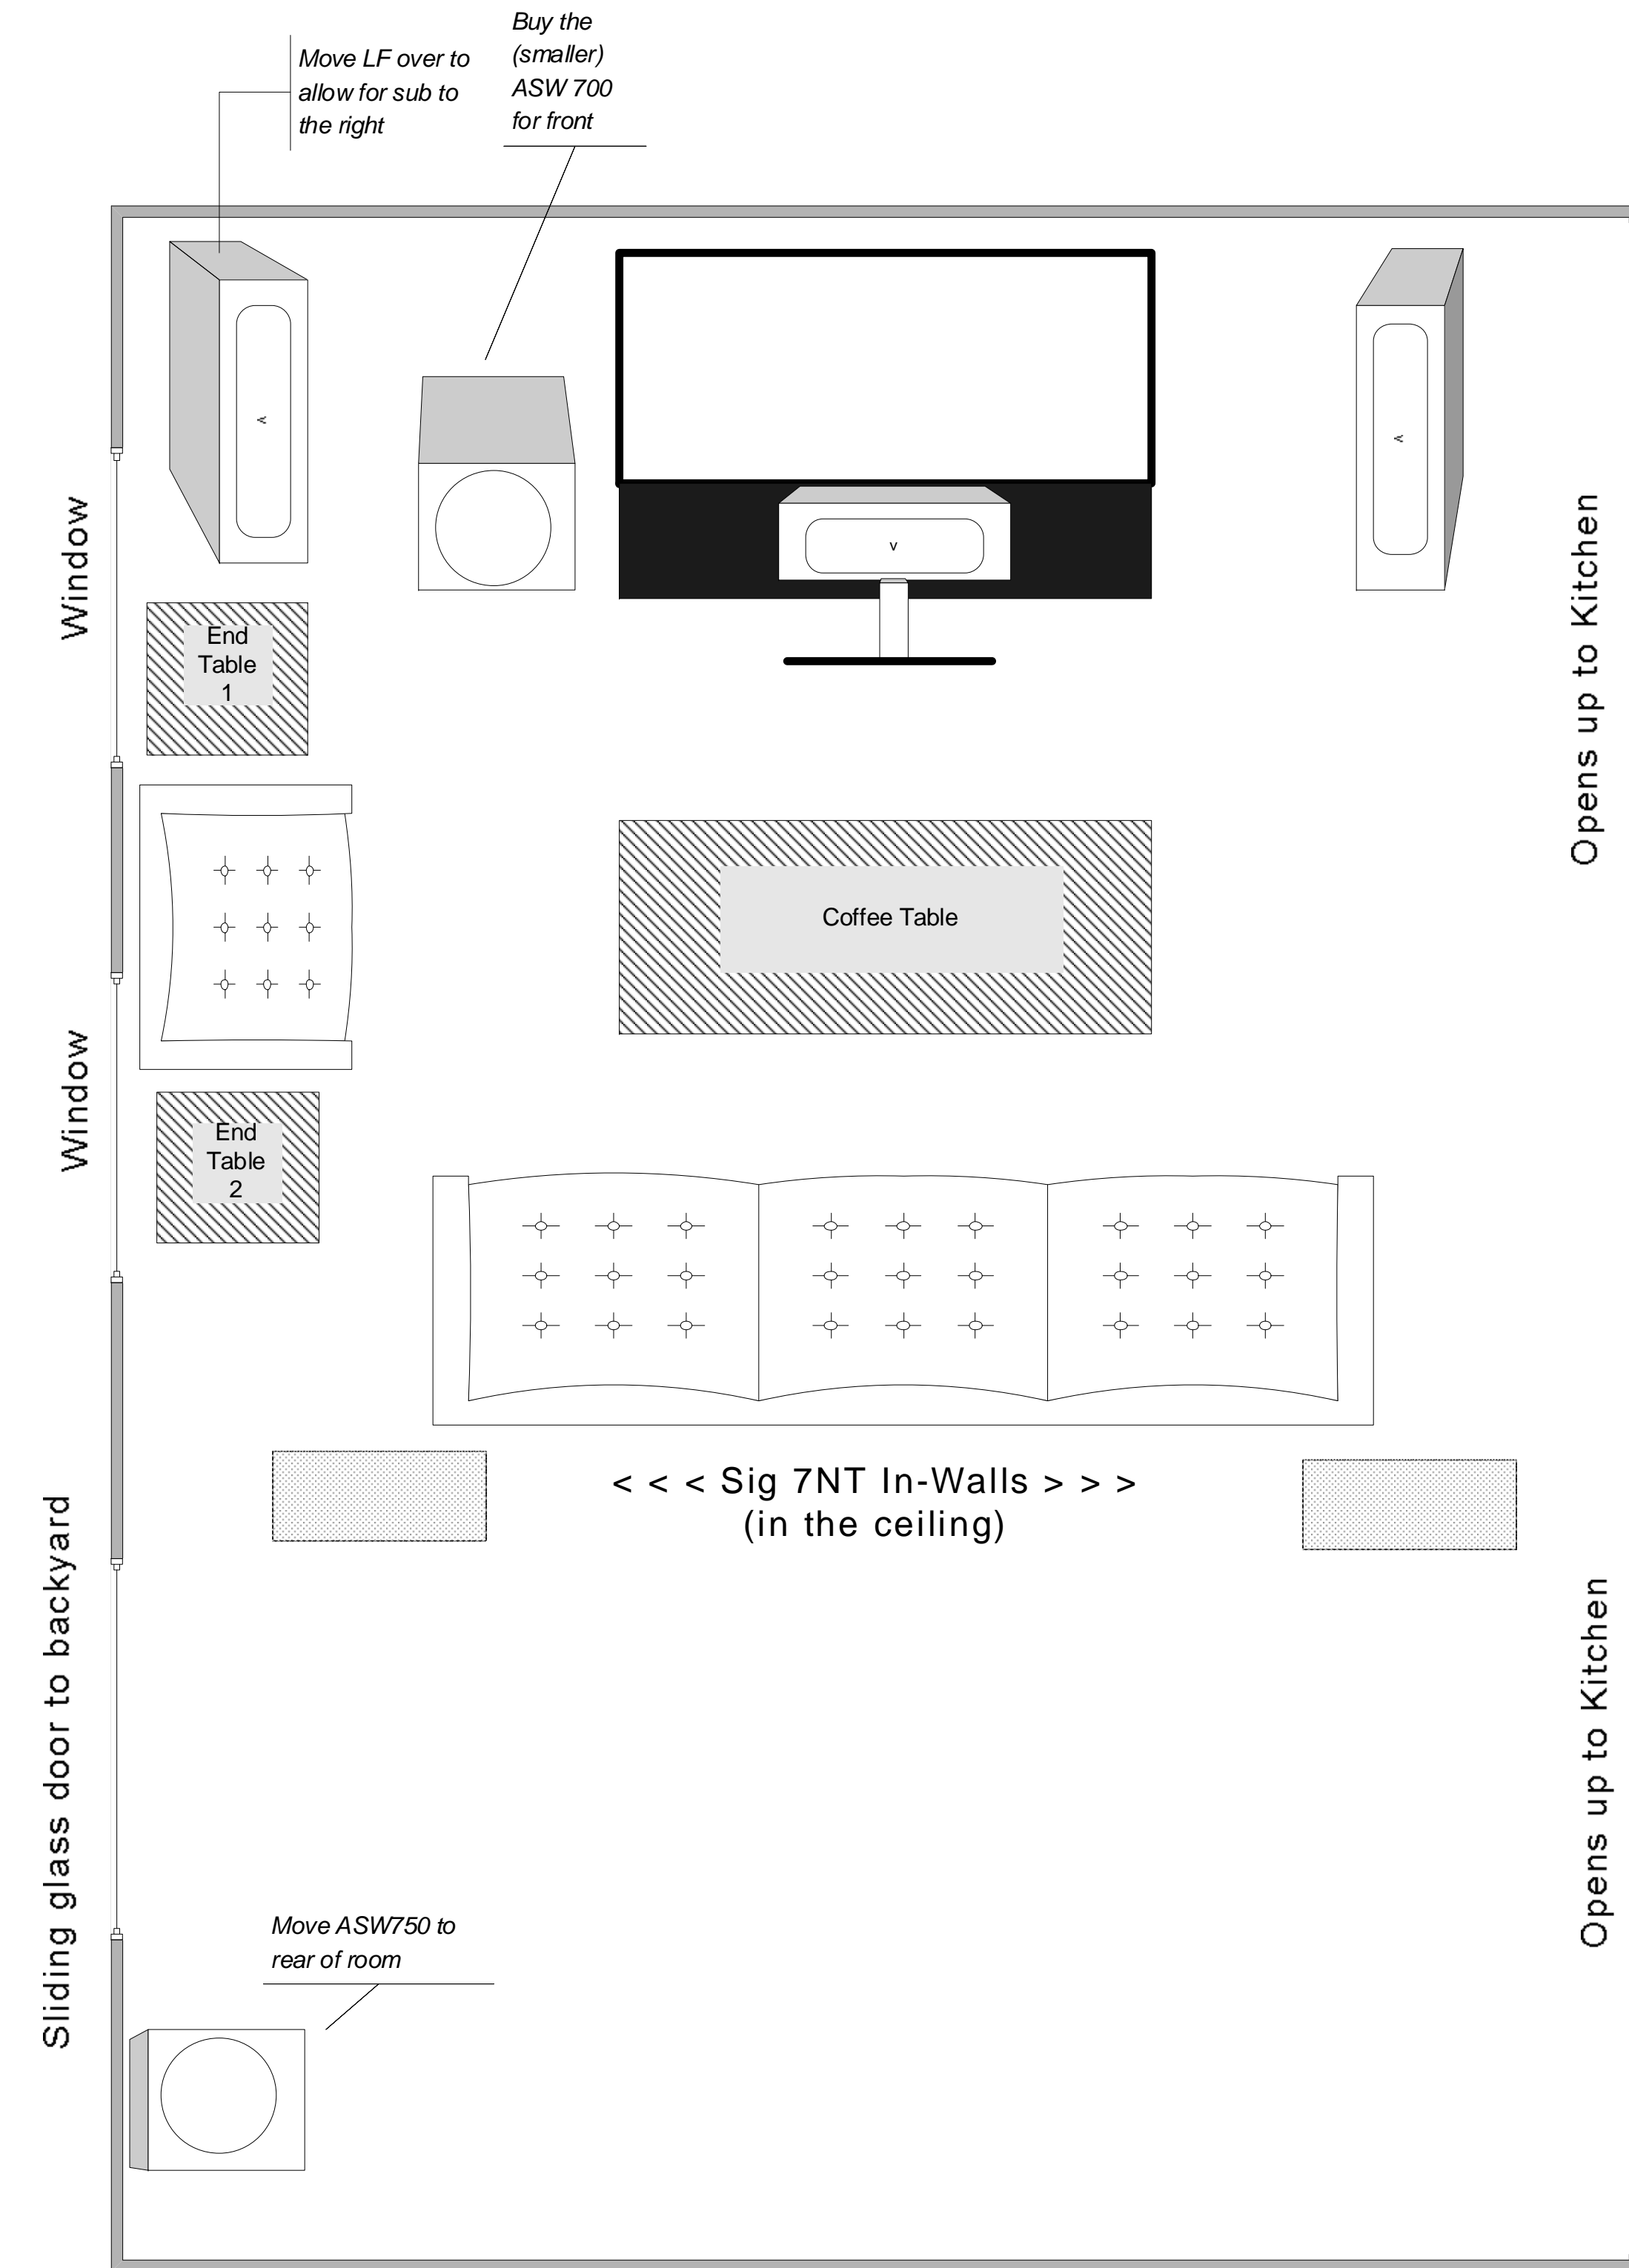 Buy the
(smaller)
ASW 700
for front
Move LF over to
allow for sub to
the right
Window
Opens up to Kitchen
v
v
v
End
Table
1
Coffee Table
Window
End
Table
2
< < < Sig 7NT In-Walls > > >
(in the ceiling)
Sliding glass door to backyard
Opens up to Kitchen
Move ASW750 to
rear of room